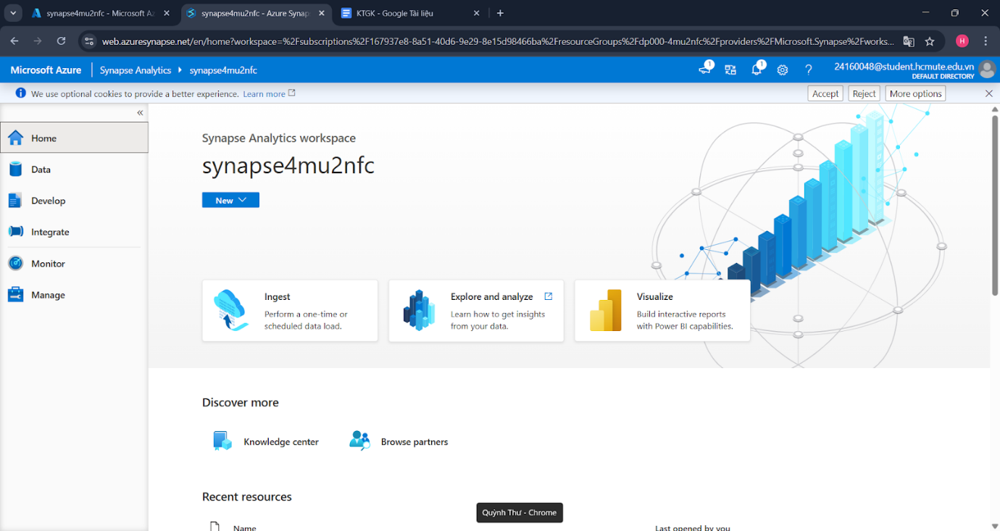 synapse4mu2nfc - Microsoft Az
synapse4mu2nfc - Azure Synap
KTGK - Google Tài liệu
web.azuresynapse.net/en/home?workspace=%2Fsubscriptions%2F167937e8-8a51-40d6-9e29-8e15d98466ba%2FresourceGroups%2Fdp000-4mu2nfc%2Fproviders%2FMicrosoft.Synapse%2Fworks...
H
Microsoft Azure
Synapse Analytics
synapse4mu2nfc
1
1
24160048@student.hcmute.edu.vn
DEFAULT DIRECTORY
We use optional cookies to provide a better experience. Learn more
Accept
Reject
More options
Home
Data
Develop
Integrate
Monitor
Manage
Synapse Analytics workspace
synapse4mu2nfc
New
Ingest
Perform a one-time or
scheduled data load.
Explore and analyze
Learn how to get insights
from your data.
Visualize
Build interactive reports
with Power BI capabilities.
Discover more
Knowledge center
Browse partners
Recent resources
Quỳnh Thư - Chrome
Name
Last opened by you